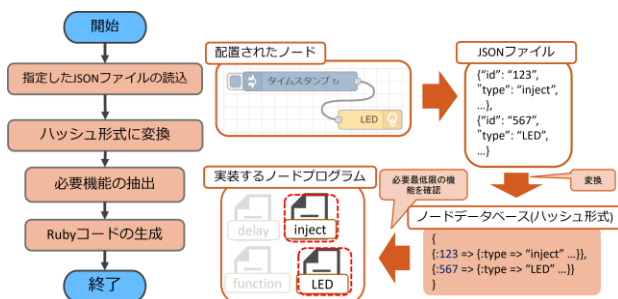 開始
指定したJSONファイルの読込
ハッシュ形式に変換
必要機能の抽出
Rubyコードの生成
終了
配置されたノード
タイムスタンプ ↻
LED
JSONファイル
{“id”: “123”,
"type”: “inject”,
…},
{“id”: “567”,
“type”: “LED”,
…}
変換
ノードデータベース(ハッシュ形式)
{
{:123 => {:type => “inject” …}},
{:567 => {:type => “LED” …}}
}
必要最低限の機
能を確認
実装するノードプログラム
delay
inject
function
LED